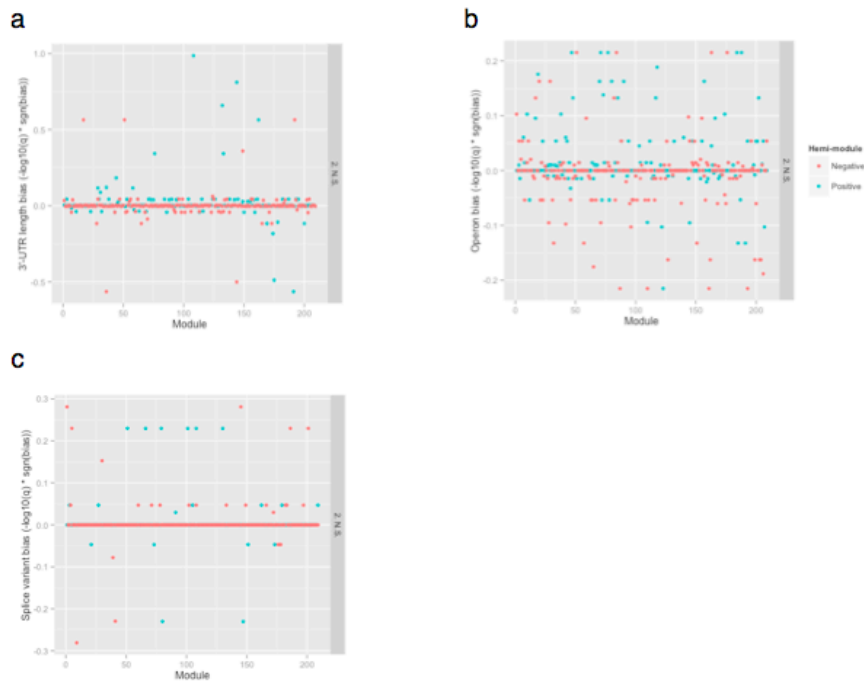 a
3'-UTR length bias (-log10(q) * sgn(bias))
1.0
0.5
0.0
-0.5
0
50
100
150
200
Module
2. N.S.
b
Operon bias (-log10(q) * sgn(bias))
0.2
0.1
0.0
-0.1
-0.2
0
50
100
150
200
Module
2. N.S.
Hemi-module
Negative
Positive
c
Splice variant bias (-log10(q) * sgn(bias))
0.3
0.2
0.1
0.0
-0.1
-0.2
-0.3
0
50
100
150
200
Module
2. N.S.